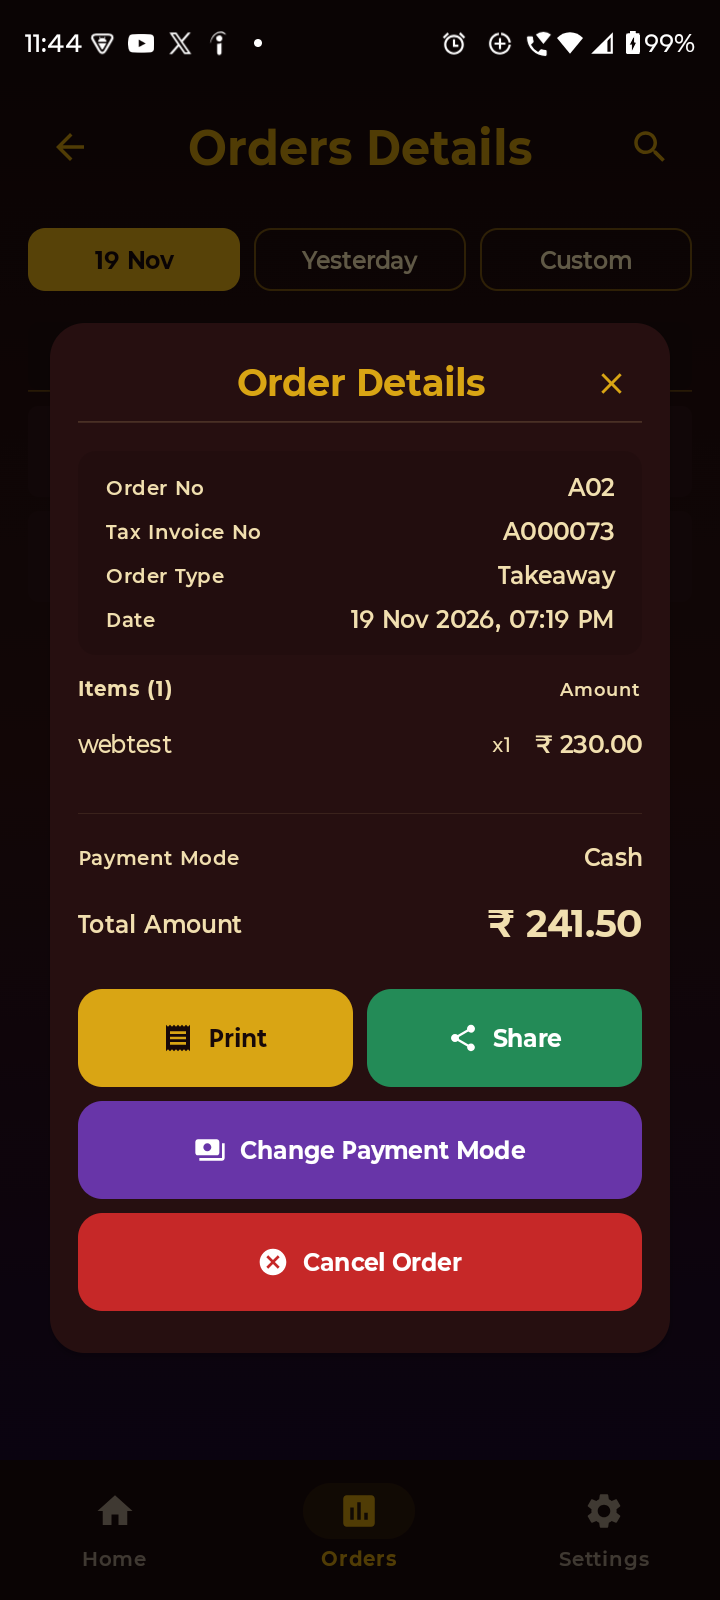 11:44 99%
Orders Details
19 Nov Yesterday Custom
Order Details
Order No A02
Tax Invoice No A000073
Order Type Takeaway
Date 19 Nov 2026, 07:19 PM
Items (1) Amount
webtest x1 ₹ 230.00
Payment Mode Cash
Total Amount ₹ 241.50
Print Share
Change Payment Mode
Cancel Order
Home Orders Settings